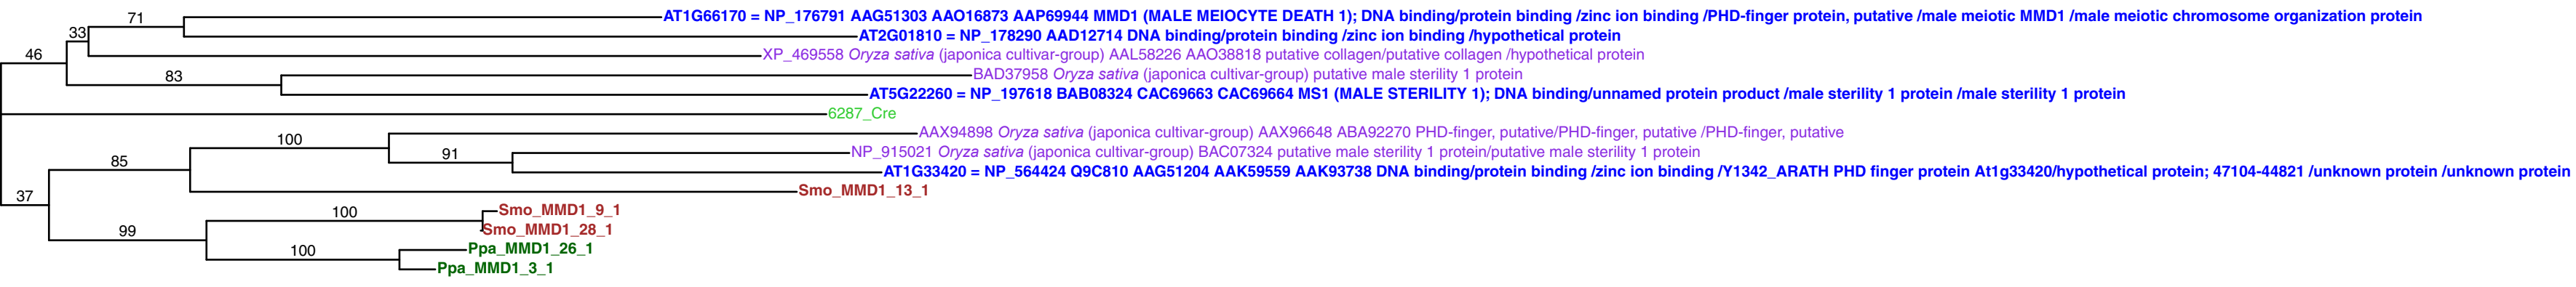 71
AT1G66170 = NP_176791 AAG51303 AAO16873 AAP69944 MMD1 (MALE MEIOCYTE DEATH 1); DNA binding/protein binding /zinc ion binding /PHD-finger protein, putative /male meiotic MMD1 /male meiotic chromosome organization protein
33
AT2G01810 = NP_178290 AAD12714 DNA binding/protein binding /zinc ion binding /hypothetical protein
46
XP_469558 Oryza sativa (japonica cultivar-group) AAL58226 AAO38818 putative collagen/putative collagen /hypothetical protein
83
BAD37958 Oryza sativa (japonica cultivar-group) putative male sterility 1 protein
AT5G22260 = NP_197618 BAB08324 CAC69663 CAC69664 MS1 (MALE STERILITY 1); DNA binding/unnamed protein product /male sterility 1 protein /male sterility 1 protein
6287_Cre
AAX94898 Oryza sativa (japonica cultivar-group) AAX96648 ABA92270 PHD-finger, putative/PHD-finger, putative /PHD-finger, putative
100
91
NP_915021 Oryza sativa (japonica cultivar-group) BAC07324 putative male sterility 1 protein/putative male sterility 1 protein
85
AT1G33420 = NP_564424 Q9C810 AAG51204 AAK59559 AAK93738 DNA binding/protein binding /zinc ion binding /Y1342_ARATH PHD finger protein At1g33420/hypothetical protein; 47104-44821 /unknown protein /unknown protein
Smo_MMD1_13_1
37
100
Smo_MMD1_9_1
99
Smo_MMD1_28_1
100
Ppa_MMD1_26_1
Ppa_MMD1_3_1